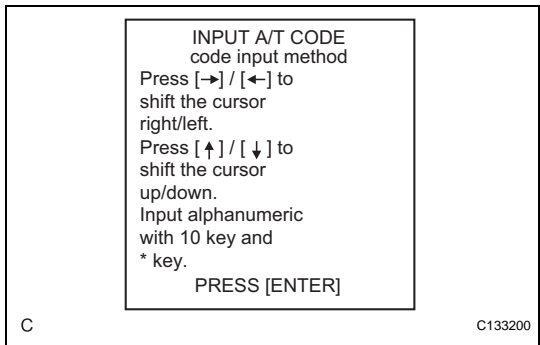 INPUT A/T CODE
code input method
Press [→] / [←] to
shift the cursor
right/left.
Press [↑] / [↓] to
shift the cursor
up/down.
Input alphanumeric
with 10 key and
* key.
PRESS [ENTER]
C
C133200